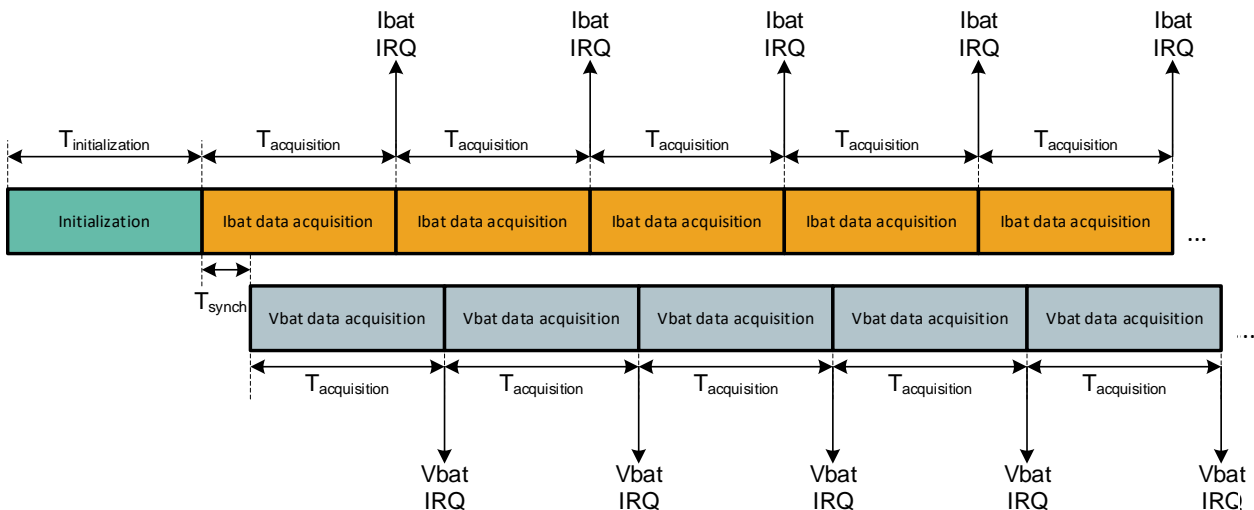 Ibat Ibat Ibat Ibat Ibat
IRQ IRQ IRQ IRQ IRQ
Tinitialization Tacquisition Tacquisition Tacquisition Tacquisition Tacquisition
Initialization Ibat data acquisition Ibat data acquisition Ibat data acquisition Ibat data acquisition Ibat data acquisition ...
Tsynch
Vbat data acquisition Vbat data acquisition Vbat data acquisition Vbat data acquisition Vbat data acquisition ...
Tacquisition Tacquisition Tacquisition Tacquisition Tacquisition
Vbat Vbat Vbat Vbat Vbat
IRQ IRQ IRQ IRQ IRQ